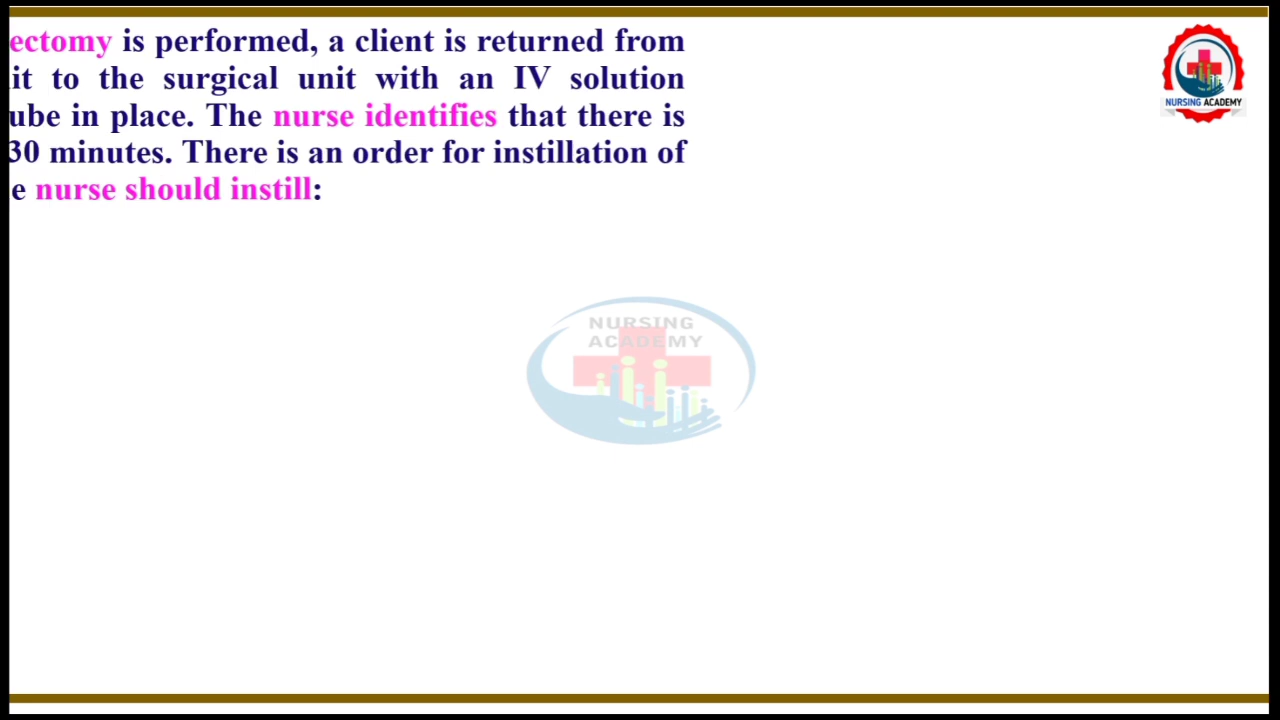 ectomy is performed, a client is returned from
it to the surgical unit with an IV solution
ube in place. The nurse identifies that there is
30 minutes. There is an order for instillation of
e nurse should instill:
NURSING ACADEMY
NURSING
ACADEMY